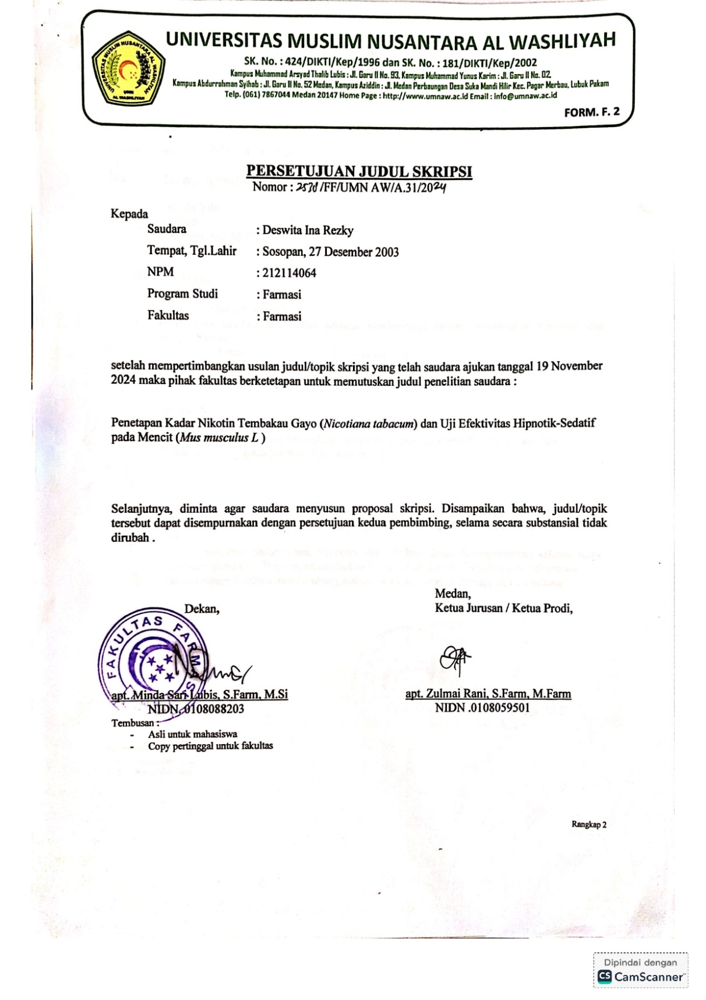 UNIVERSITAS MUSLIM NUSANTARA AL WASHLIYAH
SK. No. : 424/DIKTI/Kep/1996 dan SK. No. : 181/DIKTI/Kep/2002
Kampus Muhammad Arsyad Thalib Lubis : Jl. Garu II No. 93, Kampus Muhammad Yunus Karim : Jl. Garu II No. 02,
Kampus Abdurrahman Syihab : Jl. Garu II No. 52 Medan, Kampus Aziddin : Jl. Medan Perbaungan Desa Suka Mandi Hilir Kec. Pagar Merbau, Lubuk Pakam
Telp. (061) 7867044 Medan 20147 Home Page : http://www.umnaw.ac.id Email : info@umnaw.ac.id
FORM. F. 2
UNIVERSITAS MUSLIM NUSANTARA AL WASHLIYAH
UMN
AL WASHLIYAH
PERSETUJUAN JUDUL SKRIPSI
Nomor : /FF/UMN AW/A.31/2024
Kepada
Saudara : Deswita Ina Rezky
Tempat, Tgl.Lahir : Sosopan, 27 Desember 2003
NPM : 212114064
Program Studi : Farmasi
Fakultas : Farmasi
setelah mempertimbangkan usulan judul/topik skripsi yang telah saudara ajukan tanggal 19 November
2024 maka pihak fakultas berketetapan untuk memutuskan judul penelitian saudara :
Penetapan Kadar Nikotin Tembakau Gayo (Nicotiana tabacum) dan Uji Efektivitas Hipnotik-Sedatif
pada Mencit (Mus musculus L )
Selanjutnya, diminta agar saudara menyusun proposal skripsi. Disampaikan bahwa, judul/topik
tersebut dapat disempurnakan dengan persetujuan kedua pembimbing, selama secara substansial tidak
dirubah .
Medan,
Dekan, Ketua Jurusan / Ketua Prodi,
FAKULTAS FARMASI
apt. Minda Sari Lubis, S.Farm, M.Si apt. Zulmai Rani, S.Farm, M.Farm
NIDN. 0108088203 NIDN .0108059501
Tembusan :
- Asli untuk mahasiswa
- Copy pertinggal untuk fakultas
Rangkap 2
Dipindai dengan
CS CamScanner